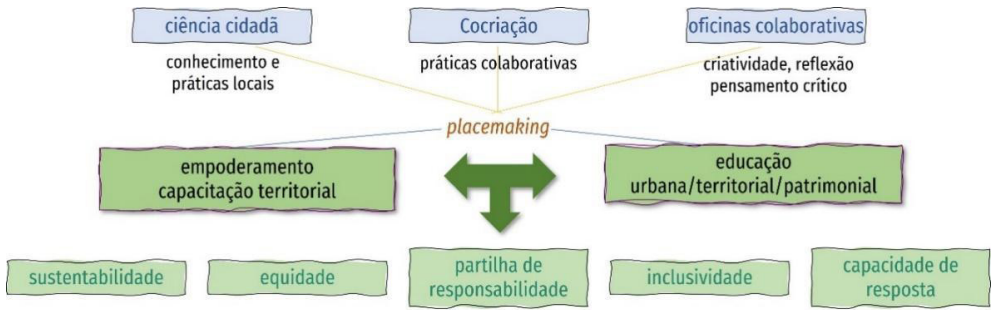 ciência cidadã
Cocriação
oficinas colaborativas
conhecimento e
práticas locais
práticas colaborativas
criatividade, reflexão
pensamento crítico
placemaking
empoderamento
capacitação territorial
educação
urbana/territorial/patrimonial
sustentabilidade
equidade
partilha de
responsabilidade
inclusividade
capacidade de
resposta